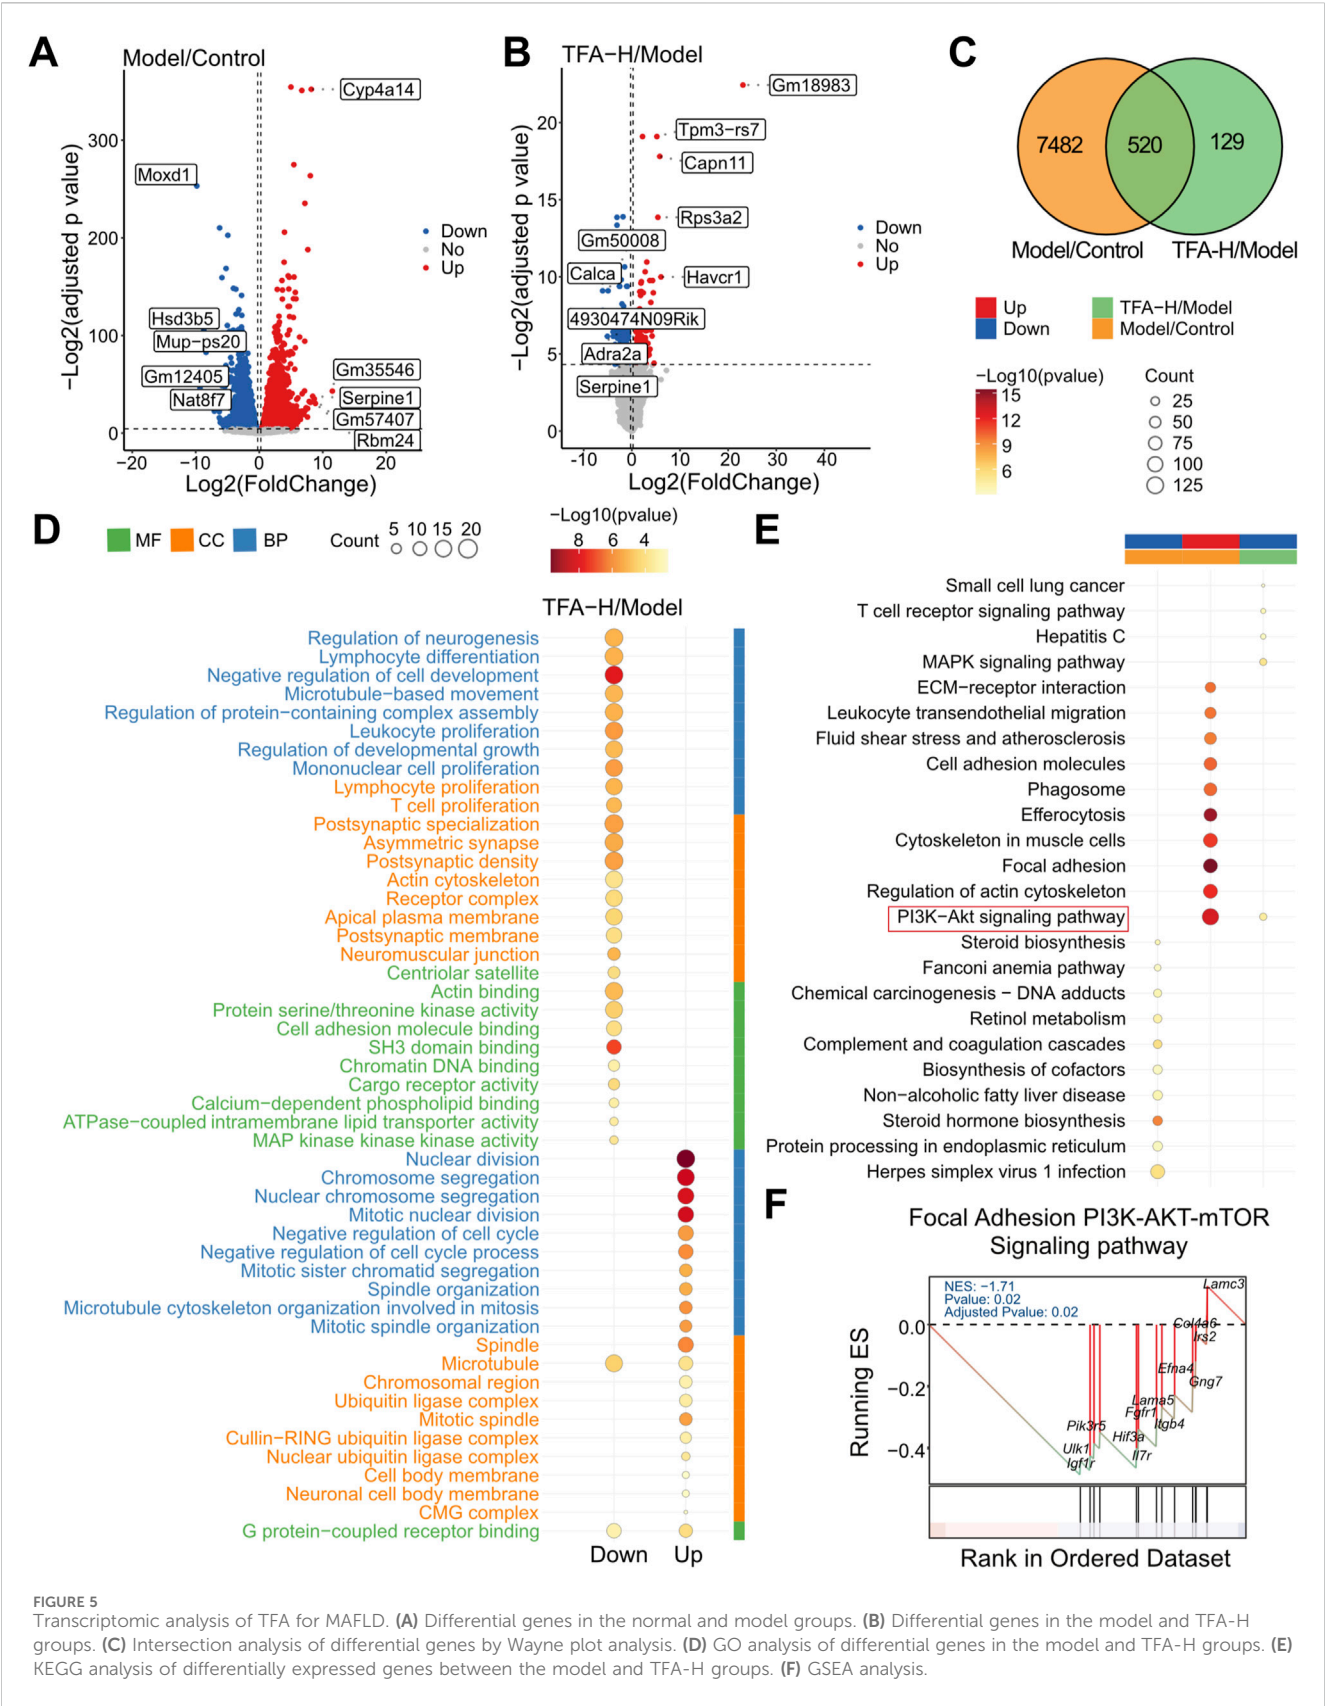 A
Model/Control
−Log2(adjusted p value)
300
200
100
0
−20
−10
0
10
20
Log2(FoldChange)
Cyp4a14
Moxd1
Hsd3b5
Mup−ps20
Gm12405
Nat8f7
Gm35546
Serpine1
Gm57407
Rbm24
Down
No
Up
B
TFA−H/Model
−Log2(adjusted p value)
20
15
10
5
0
−10
0
10
20
30
40
Log2(FoldChange)
Gm18983
Tpm3−rs7
Capn11
Rps3a2
Gm50008
Calca
Havcr1
4930474N09Rik
Adra2a
Serpine1
Down
No
Up
C
7482
520
129
Model/Control
TFA-H/Model
Up
Down
TFA−H/Model
Model/Control
−Log10(pvalue)
15
12
9
6
Count
25
50
75
100
125
D
MF
CC
BP
Count
5 10 15 20
−Log10(pvalue)
8 6 4
TFA−H/Model
Regulation of neurogenesis
Lymphocyte differentiation
Negative regulation of cell development
Microtubule−based movement
Regulation of protein−containing complex assembly
Leukocyte proliferation
Regulation of developmental growth
Mononuclear cell proliferation
Lymphocyte proliferation
T cell proliferation
Postsynaptic specialization
Asymmetric synapse
Postsynaptic density
Actin cytoskeleton
Receptor complex
Apical plasma membrane
Postsynaptic membrane
Neuromuscular junction
Centriolar satellite
Actin binding
Protein serine/threonine kinase activity
Cell adhesion molecule binding
SH3 domain binding
Chromatin DNA binding
Cargo receptor activity
Calcium−dependent phospholipid binding
ATPase−coupled intramembrane lipid transporter activity
MAP kinase kinase kinase activity
Nuclear division
Chromosome segregation
Nuclear chromosome segregation
Mitotic nuclear division
Negative regulation of cell cycle
Negative regulation of cell cycle process
Mitotic sister chromatid segregation
Spindle organization
Microtubule cytoskeleton organization involved in mitosis
Mitotic spindle organization
Spindle
Microtubule
Chromosomal region
Ubiquitin ligase complex
Mitotic spindle
Cullin−RING ubiquitin ligase complex
Nuclear ubiquitin ligase complex
Cell body membrane
Neuronal cell body membrane
CMG complex
G protein−coupled receptor binding
Down Up
E
Small cell lung cancer
T cell receptor signaling pathway
Hepatitis C
MAPK signaling pathway
ECM−receptor interaction
Leukocyte transendothelial migration
Fluid shear stress and atherosclerosis
Cell adhesion molecules
Phagosome
Efferocytosis
Cytoskeleton in muscle cells
Focal adhesion
Regulation of actin cytoskeleton
PI3K−Akt signaling pathway
Steroid biosynthesis
Fanconi anemia pathway
Chemical carcinogenesis − DNA adducts
Retinol metabolism
Complement and coagulation cascades
Biosynthesis of cofactors
Non−alcoholic fatty liver disease
Steroid hormone biosynthesis
Protein processing in endoplasmic reticulum
Herpes simplex virus 1 infection
F
Focal Adhesion PI3K-AKT-mTOR
Signaling pathway
NES: −1.71
Pvalue: 0.02
Adjusted Pvalue: 0.02
Running ES
0.0
−0.2
−0.4
Lamc3
Col4a6
Irs2
Efna4
Gng7
Lama5
Fgfr1
Itgb4
Pik3r5
Hif3a
Ulk1
Il7r
Igf1r
Rank in Ordered Dataset
FIGURE 5
Transcriptomic analysis of TFA for MAFLD. (A) Differential genes in the normal and model groups. (B) Differential genes in the model and TFA-H
groups. (C) Intersection analysis of differential genes by Wayne plot analysis. (D) GO analysis of differential genes in the model and TFA-H groups. (E)
KEGG analysis of differentially expressed genes between the model and TFA-H groups. (F) GSEA analysis.